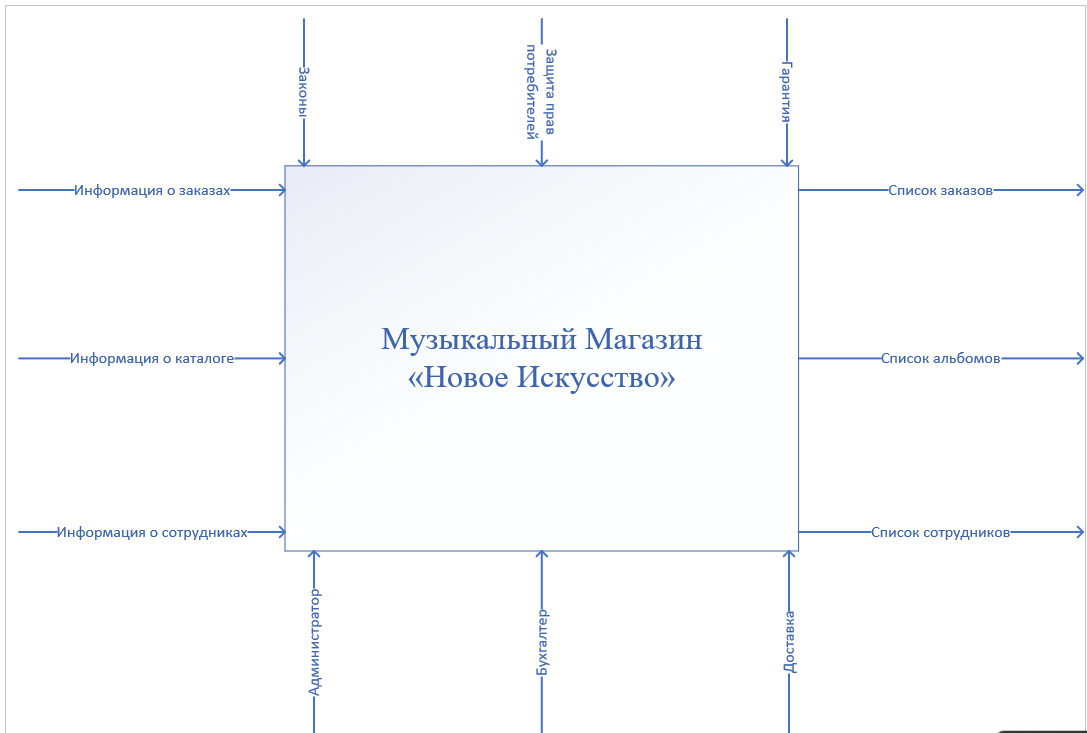 Законы
Защита прав
потребителей
Гарантия
Информация о заказах
Список заказов
Музыкальный Магазин
«Новое Искусство»
Информация о каталоге
Список альбомов
Информация о сотрудниках
Список сотрудников
Администратор
Бухгалтер
Доставка